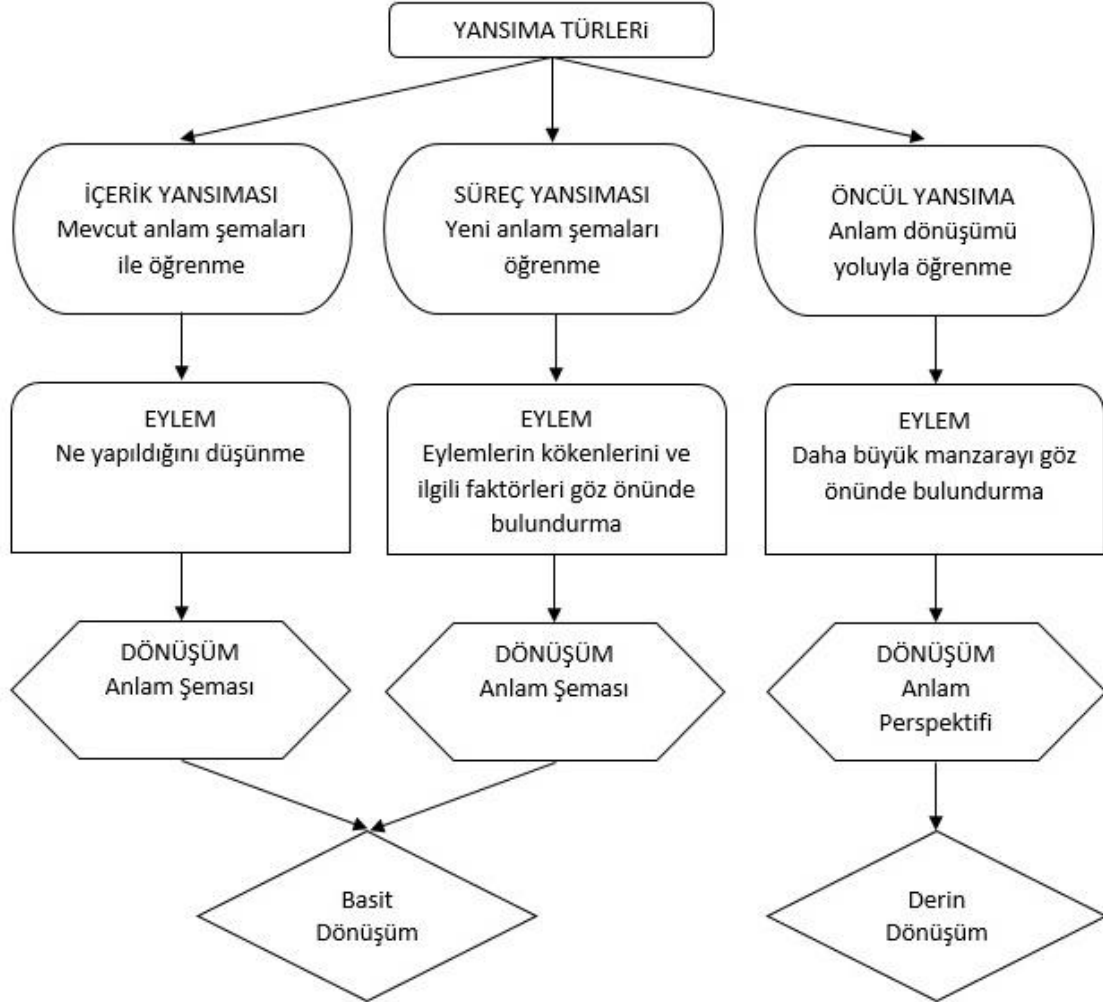 YANSIMA TÜRLERİ
İÇERİK YANSIMASI
Mevcut anlam şemaları
ile öğrenme
SÜREÇ YANSIMASI
Yeni anlam şemaları
öğrenme
ÖNCÜL YANSIMA
Anlam dönüşümü
yoluyla öğrenme
EYLEM
Ne yapıldığını düşünme
EYLEM
Eylemlerin kökenlerini ve
ilgili faktörleri göz önünde
bulundurma
EYLEM
Daha büyük manzarayı göz
önünde bulundurma
DÖNÜŞÜM
Anlam Şeması
DÖNÜŞÜM
Anlam Şeması
DÖNÜŞÜM
Anlam
Perspektifi
Basit
Dönüşüm
Derin
Dönüşüm